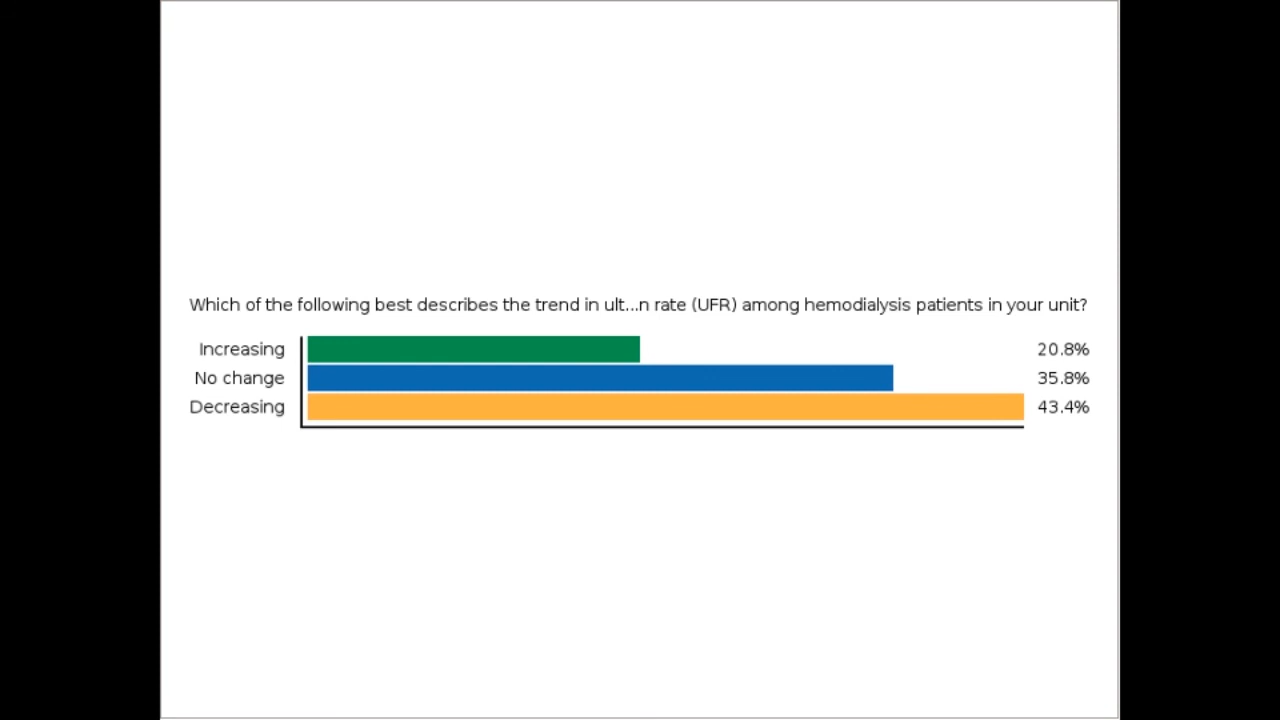 Which of the following best describes the trend in ult...n rate (UFR) among hemodialysis patients in your unit?
Increasing 20.8%
No change 35.8%
Decreasing 43.4%